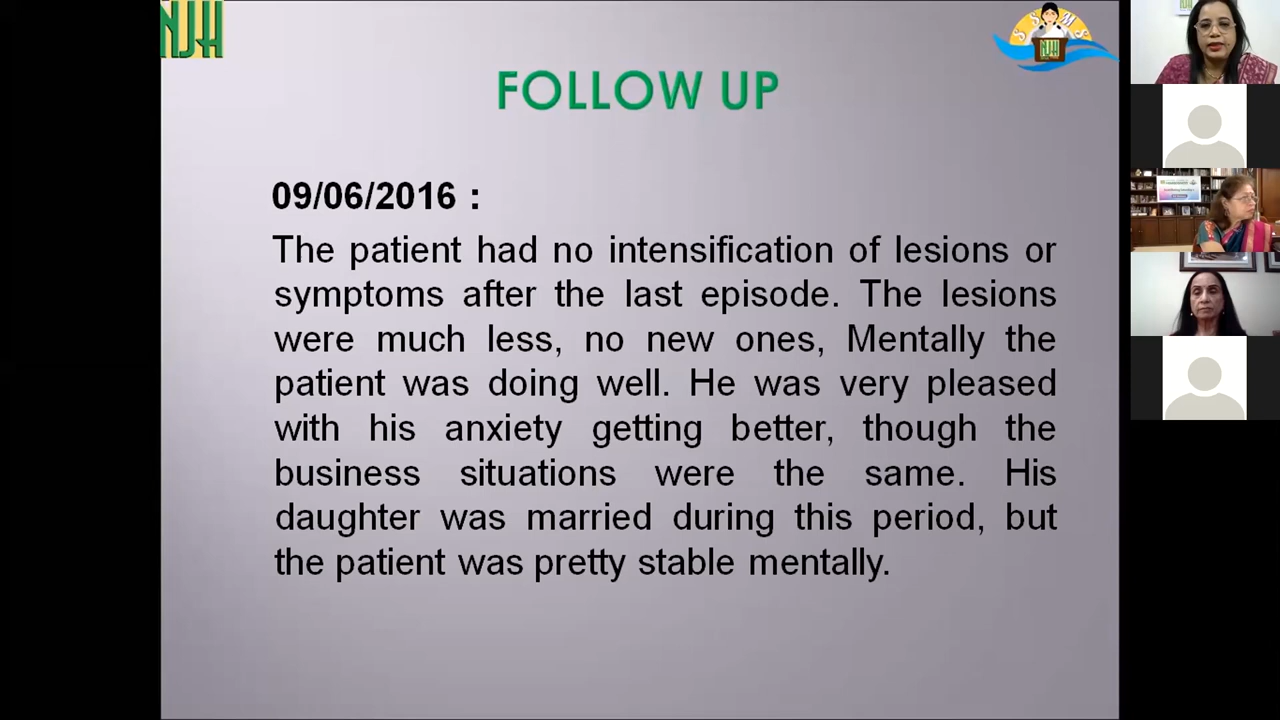 NJH
S S M S
NJH
FOLLOW UP
09/06/2016 :
The patient had no intensification of lesions or
symptoms after the last episode. The lesions
were much less, no new ones, Mentally the
patient was doing well. He was very pleased
with his anxiety getting better, though the
business situations were the same. His
daughter was married during this period, but
the patient was pretty stable mentally.